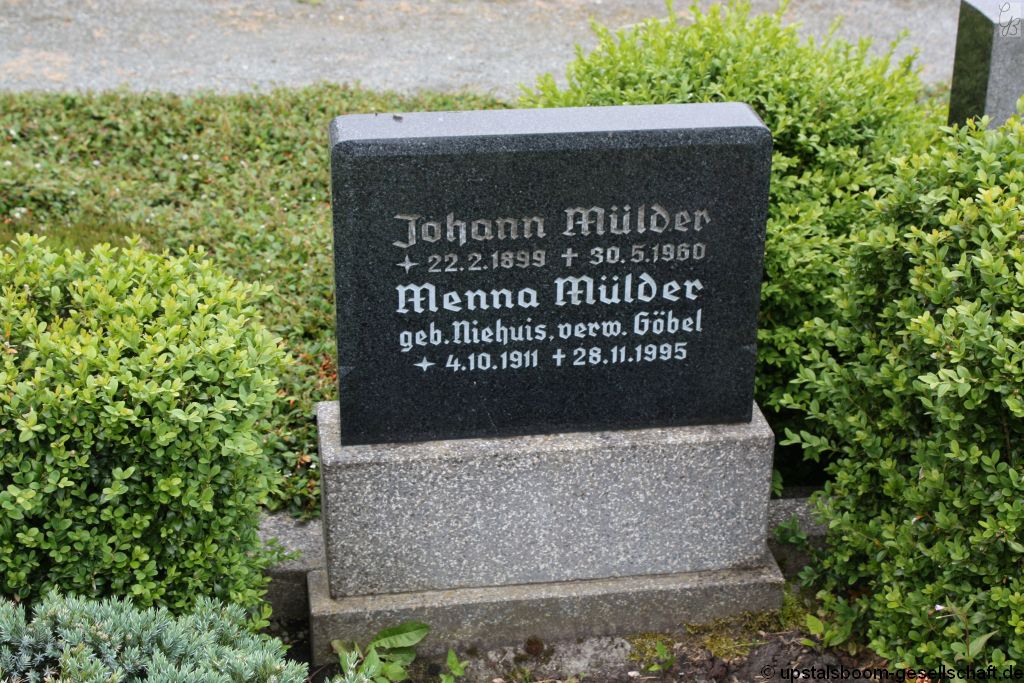 Johann Mülder
22.2.1899 + 30.5.1960
Menna Mülder
geb. Niehuis, verw. Göbel
4.10.1911 + 28.11.1995
© upstalsboom-gesellschaft.de
GB